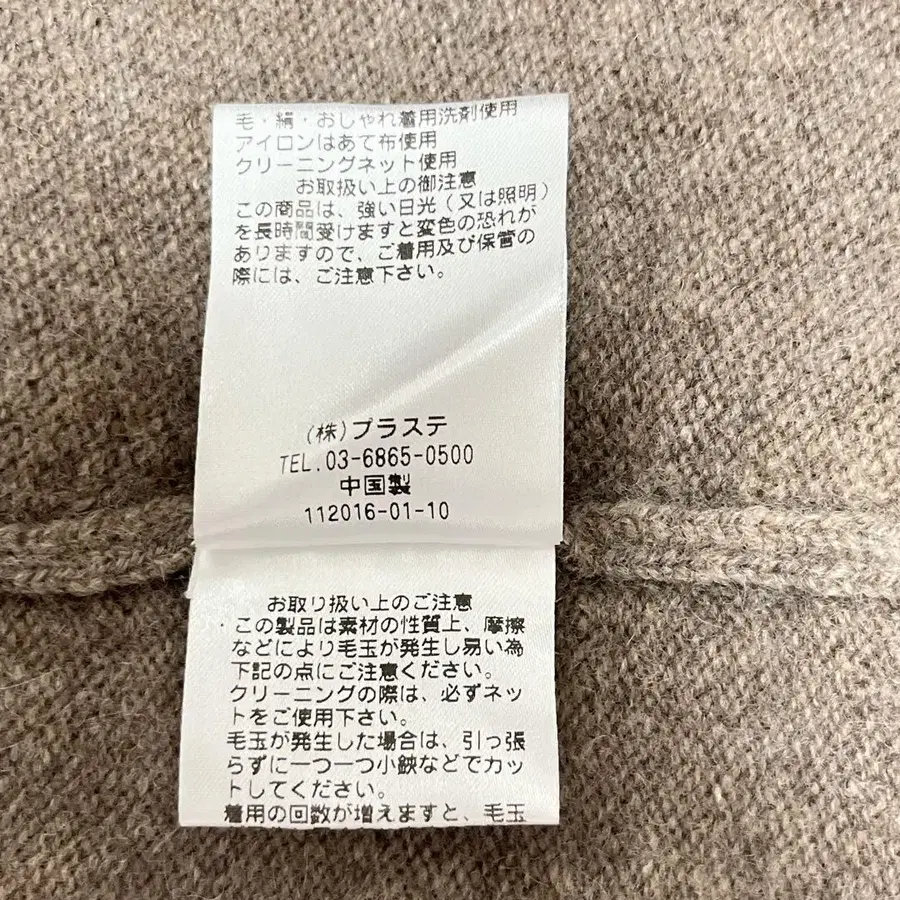 毛・絹・おしゃれ着用洗剤使用
アイロンはあて布使用
クリーニングネット使用
お取扱い上の御注意
この商品は、強い日光(又は照明)
を長時間受けますと変色の恐れが
ありますので、ご着用及び保管の
際には、ご注意下さい。
(株)プラステ
TEL.03-6865-0500
中国製
112016-01-10
お取り扱い上のご注意
・この製品は素材の性質上、摩擦
などにより毛玉が発生し易い為
下記の点にご注意ください。
クリーニングの際は、必ずネッ
トをご使用下さい。
毛玉が発生した場合は、引っ張
らずに一つ一つ小鋏などでカッ
トしてください。
着用の回数が増えますと、毛玉